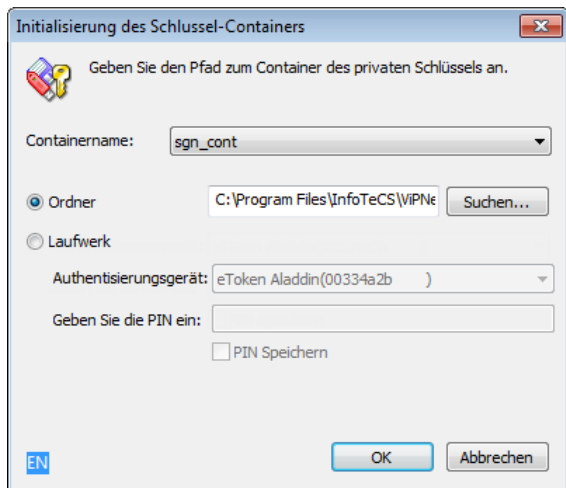 Initialisierung des Schlussel-Containers
Geben Sie den Pfad zum Container des privaten Schlüssels an.
Containername: sgn_cont
Ordner C:\Program Files\InfoTeCS\ViPNe Suchen...
Laufwerk
Authentisierungsgerät: eToken Aladdin(00334a2b )
Geben Sie die PIN ein:
PIN Speichern
EN OK Abbrechen